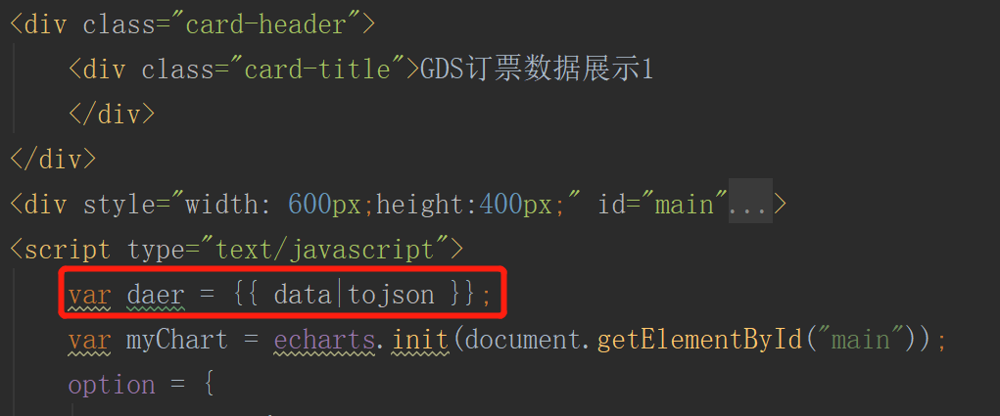 <div class="card-header">
<div class="card-title">GDS订票数据展示1
</div>
</div>
<div style="width: 600px;height:400px;" id="main"...>
<script type="text/javascript">
var daer = {{ data|tojson }};
var myChart = echarts.init(document.getElementById("main"));
option = {